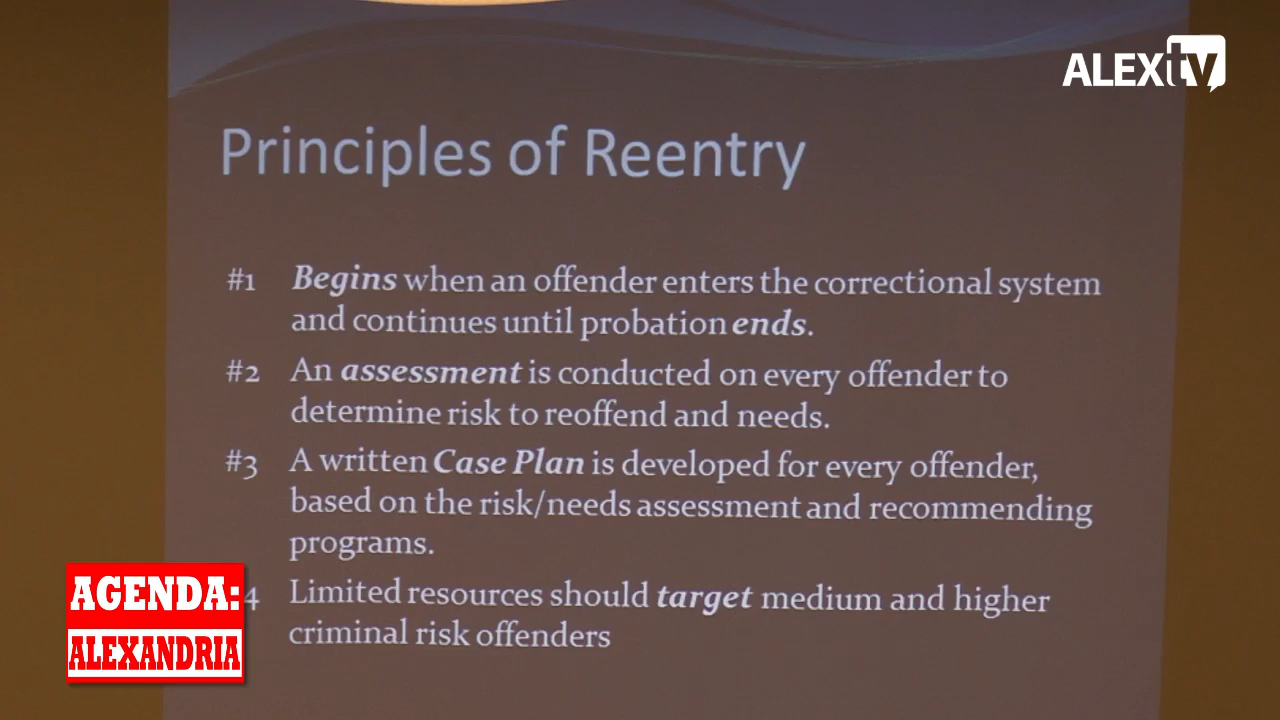 ALEXtv
Principles of Reentry
#1 Begins when an offender enters the correctional system
and continues until probation ends.
#2 An assessment is conducted on every offender to
determine risk to reoffend and needs.
#3 A written Case Plan is developed for every offender,
based on the risk/needs assessment and recommending
programs.
4 Limited resources should target medium and higher
criminal risk offenders
AGENDA:
ALEXANDRIA